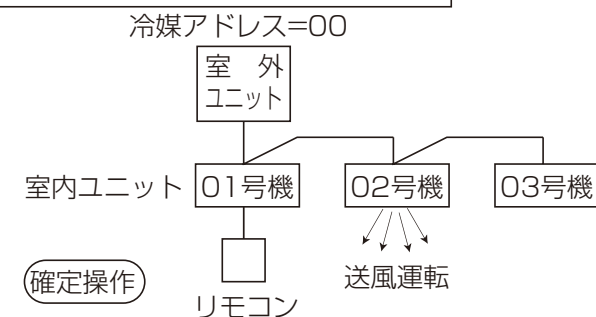 冷媒アドレス=00
室　外
ユニット
室内ユニット 01号機 02号機 03号機
確定操作 リモコン 送風運転